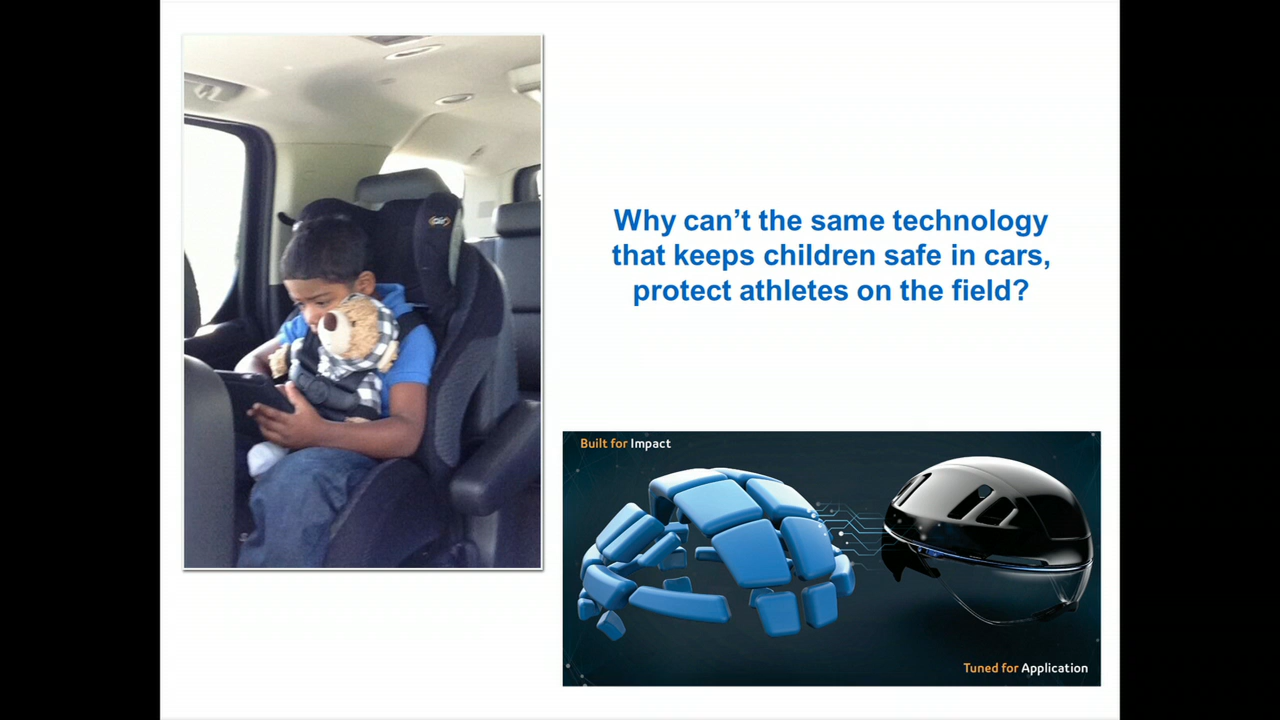 Why can't the same technology
that keeps children safe in cars,
protect athletes on the field?
Built for Impact
Tuned for Application